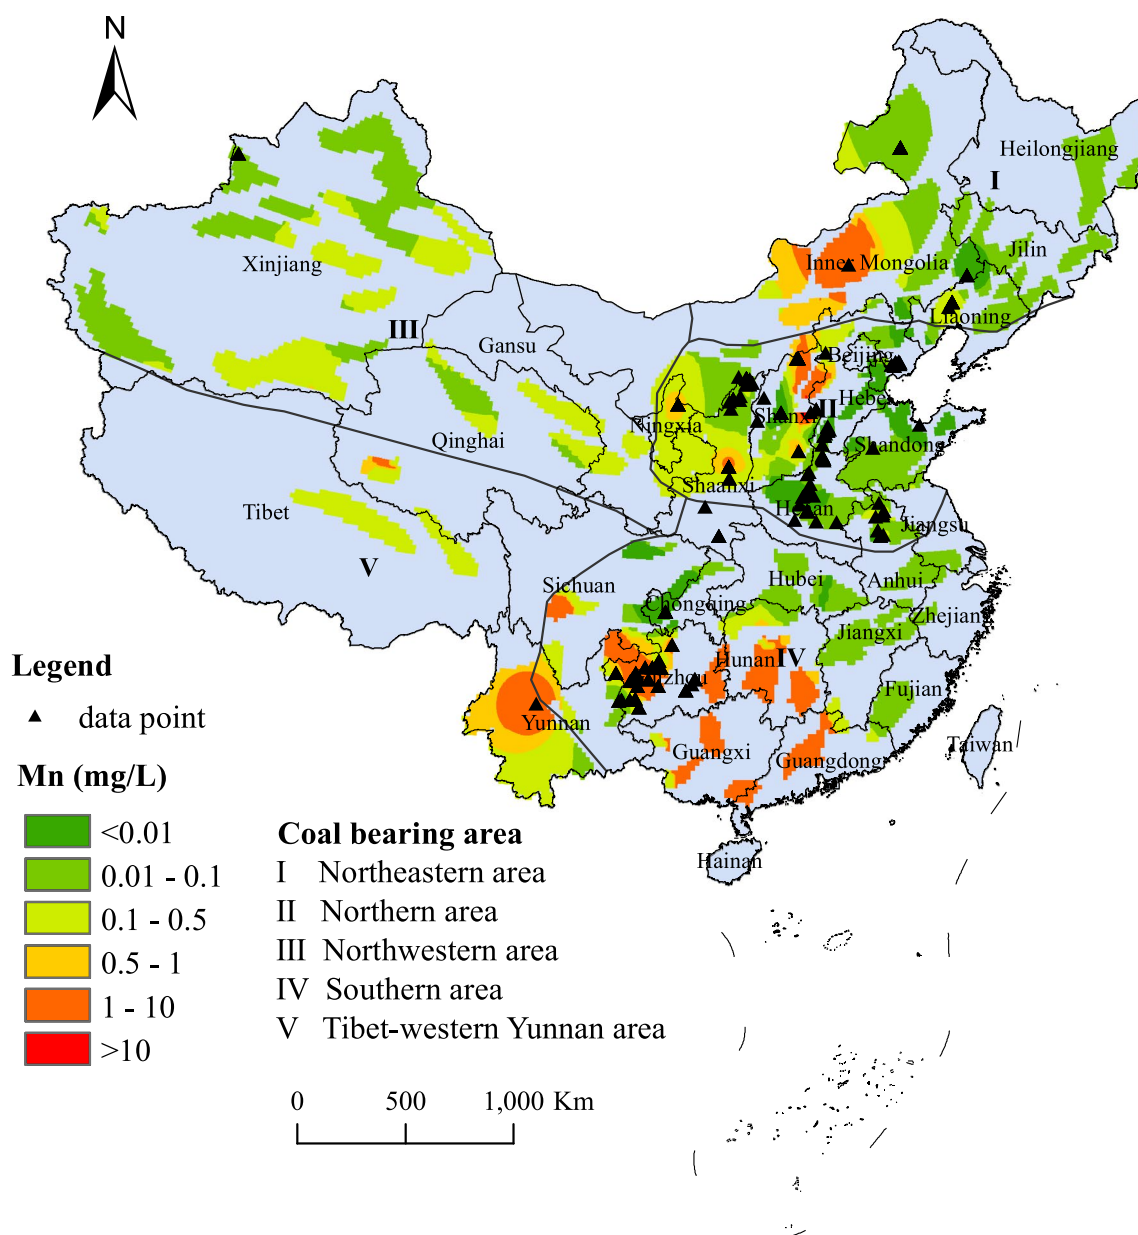 N
Heilongjiang
I
Jilin
Xinjiang
Inner Mongolia
Liaoning
III
Gansu
Beijing
Hebei
II
Shanxi
Ningxia
Qinghai
Shandong
Shaanxi
Tibet
Henan
Jiangsu
V
Sichuan
Hubei
Anhui
Chongqing
Zhejiang
Jiangxi
Hunan
IV
Fujian
Yunnan
Guangxi
Guangdong
Taiwan
Hainan
Legend
data point
Mn (mg/L)
<0.01
0.01 - 0.1
0.1 - 0.5
0.5 - 1
1 - 10
>10
Coal bearing area
I Northeastern area
II Northern area
III Northwestern area
IV Southern area
V Tibet-western Yunnan area
0 500 1,000 Km